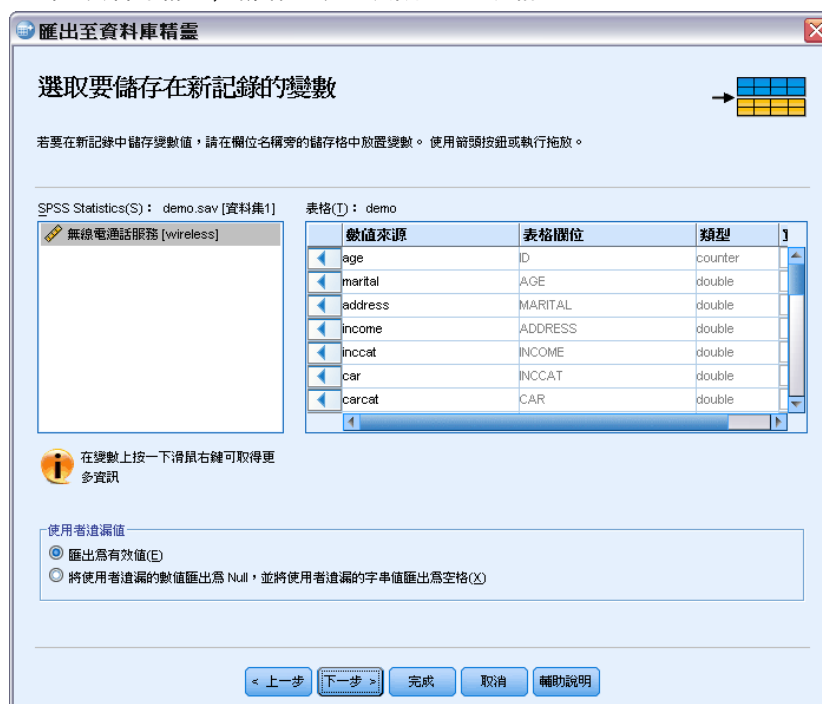 匯出至資料庫精靈
選取要儲存在新記錄的變數
若要在新記錄中儲存變數值，請在欄位名稱旁的儲存格中放置變數。 使用箭頭按鈕或執行拖放。
SPSS Statistics(S)： demo.sav [資料集1]
表格(T)： demo
無線電通話服務 [wireless]
數值來源 表格欄位 類型
age ID counter
marital AGE double
address MARITAL double
income ADDRESS double
inccat INCOME double
car INCCAT double
carcat CAR double
在變數上按一下滑鼠右鍵可取得更
多資訊
使用者遺漏值
匯出為有效值(E)
將使用者遺漏的數值匯出為 Null，並將使用者遺漏的字串值匯出為空格(X)
< 上一步 下一步 > 完成 取消 輔助說明